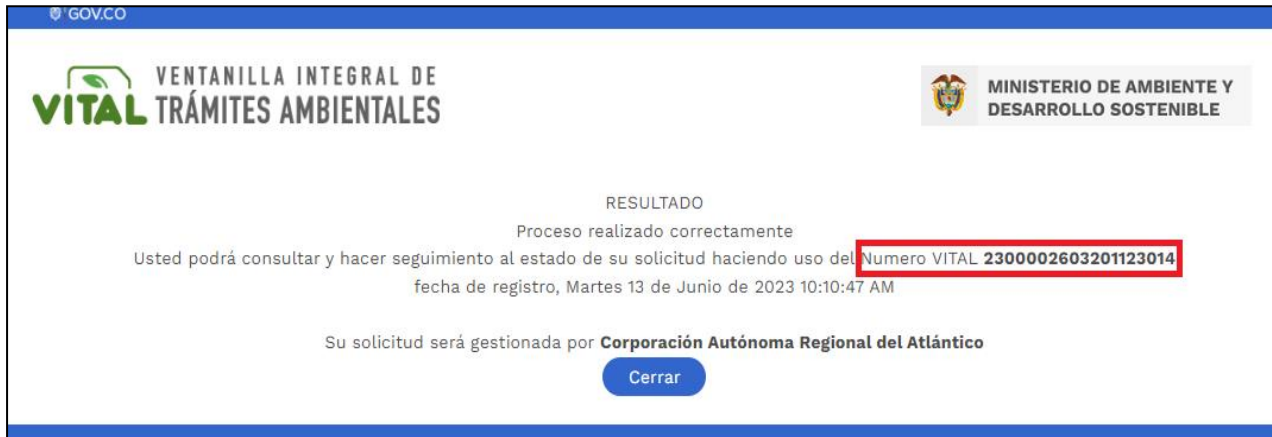 GOV.CO
VENTANILLA INTEGRAL DE
VITAL TRÁMITES AMBIENTALES
MINISTERIO DE AMBIENTE Y
DESARROLLO SOSTENIBLE
RESULTADO
Proceso realizado correctamente
Usted podrá consultar y hacer seguimiento al estado de su solicitud haciendo uso del Numero VITAL 2300002603201123014
fecha de registro, Martes 13 de Junio de 2023 10:10:47 AM
Su solicitud será gestionada por Corporación Autónoma Regional del Atlántico
Cerrar